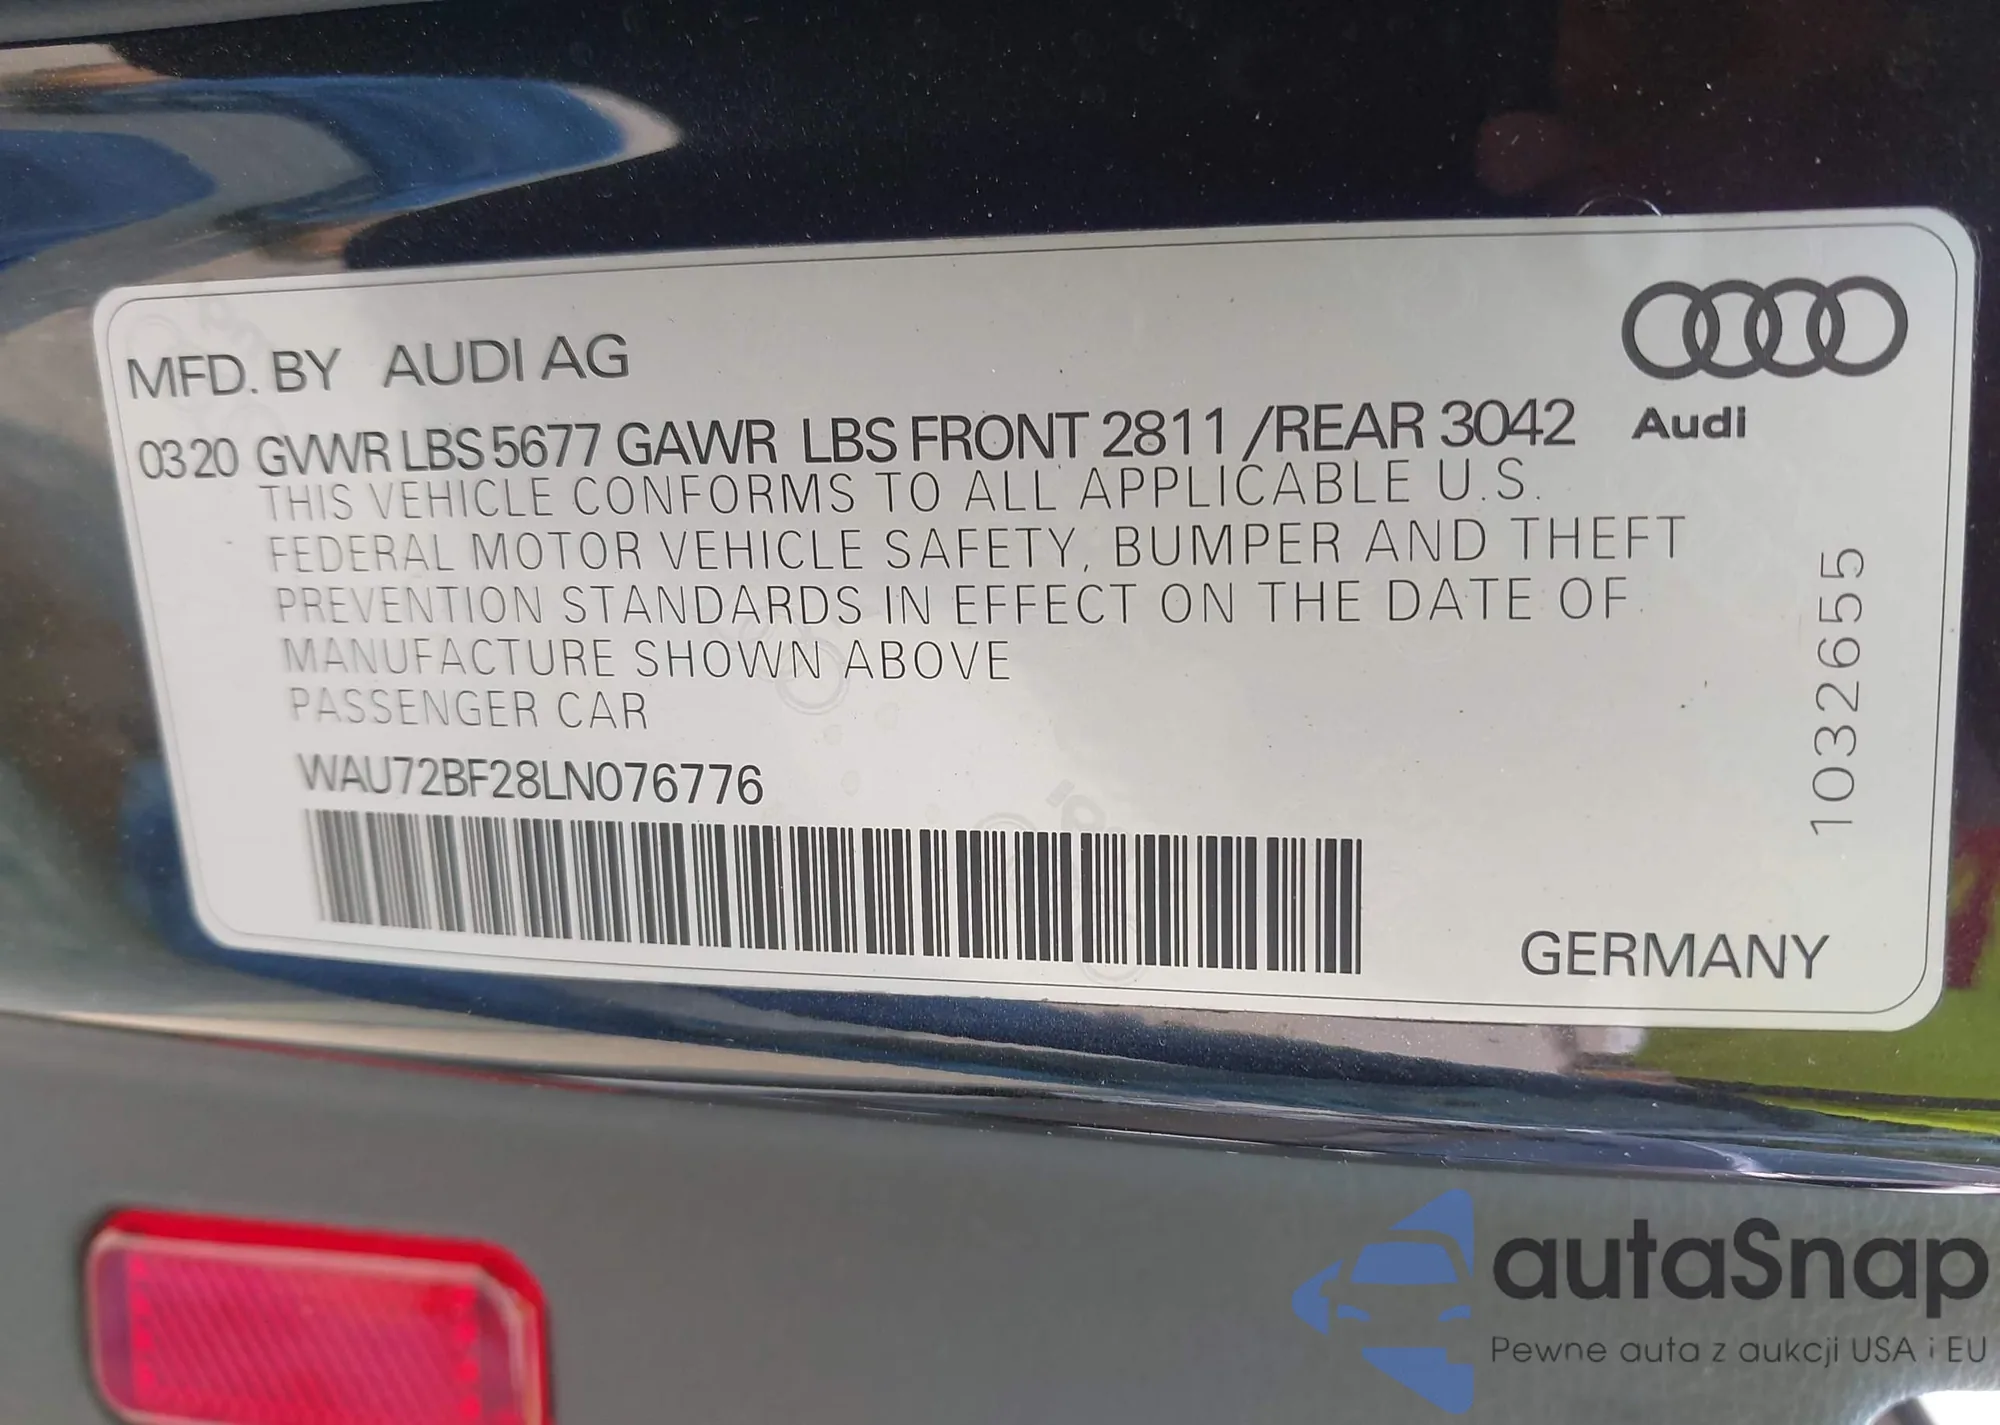 MFD. BY AUDI AG
Audi
0320 GVWR LBS 5677 GAWR LBS FRONT 2811 /REAR 3042
THIS VEHICLE CONFORMS TO ALL APPLICABLE U.S.
FEDERAL MOTOR VEHICLE SAFETY, BUMPER AND THEFT
PREVENTION STANDARDS IN EFFECT ON THE DATE OF
MANUFACTURE SHOWN ABOVE
PASSENGER CAR
WAU72BF28LN076776
1032655
GERMANY
autaSnap
Pewne auta z aukcji USA i EU